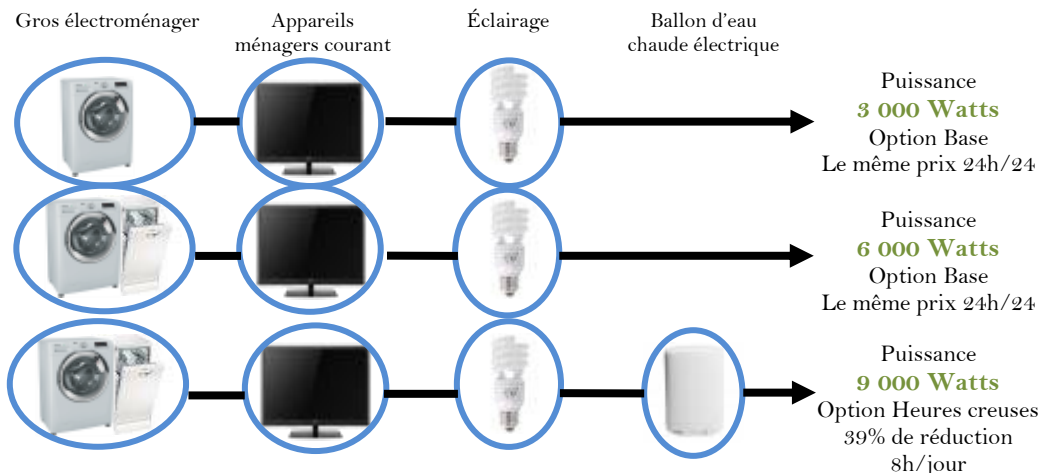 Gros électroménager
Appareils
ménagers courant
Éclairage
Ballon d'eau
chaude électrique
Puissance
3 000 Watts
Option Base
Le même prix 24h/24
Puissance
6 000 Watts
Option Base
Le même prix 24h/24
Puissance
9 000 Watts
Option Heures creuses
39% de réduction
8h/jour